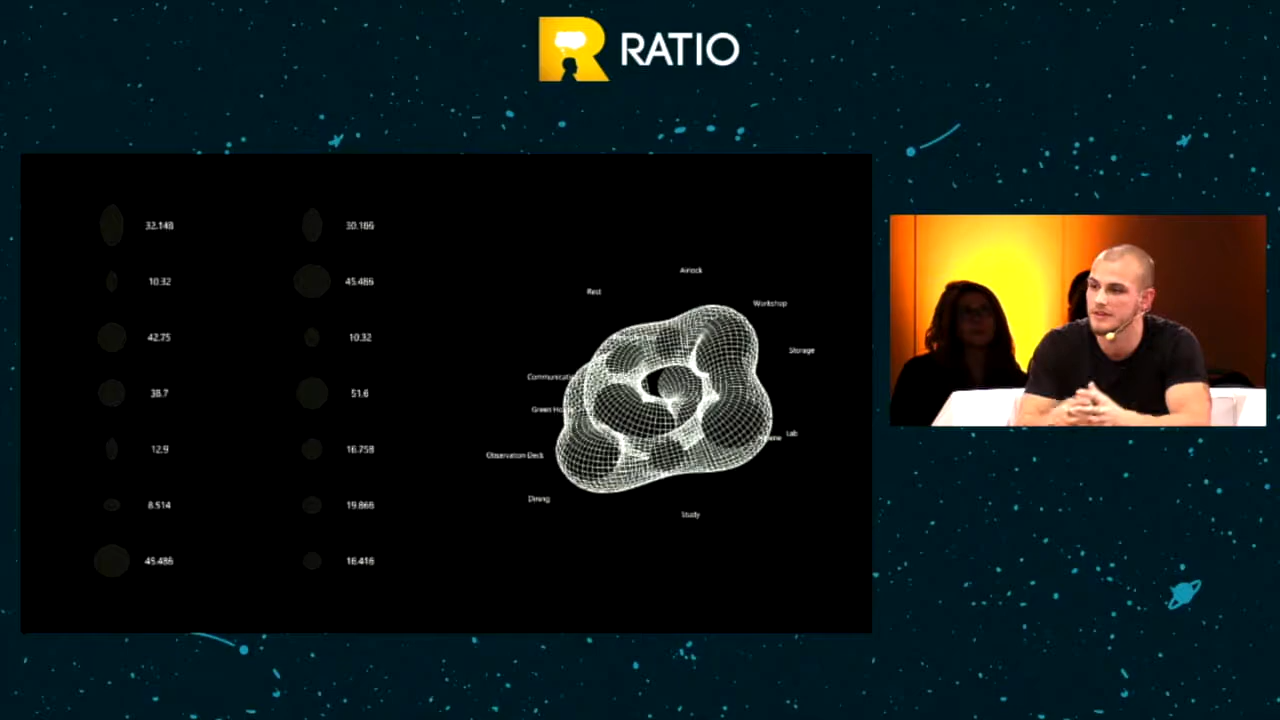 RATIO
32.148
30.186
10.32
45.486
42.75
10.32
38.7
51.6
12.9
16.758
8.514
19.866
45.486
16.416
Airlock
Rest
Workshop
Storage
Green Ho
Lab
Observation Deck
Dining
Study